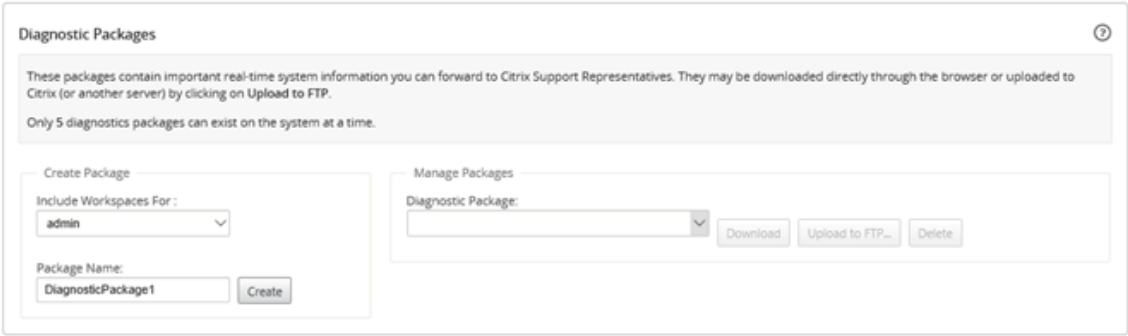 Diagnostic Packages
These packages contain important real-time system information you can forward to Citrix Support Representatives. They may be downloaded directly through the browser or uploaded to
Citrix (or another server) by clicking on Upload to FTP.
Only 5 diagnostics packages can exist on the system at a time.
Create Package
Include Workspaces For :
admin
Package Name:
DiagnosticPackage1 Create
Manage Packages
Diagnostic Package:
Download Upload to FTP... Delete